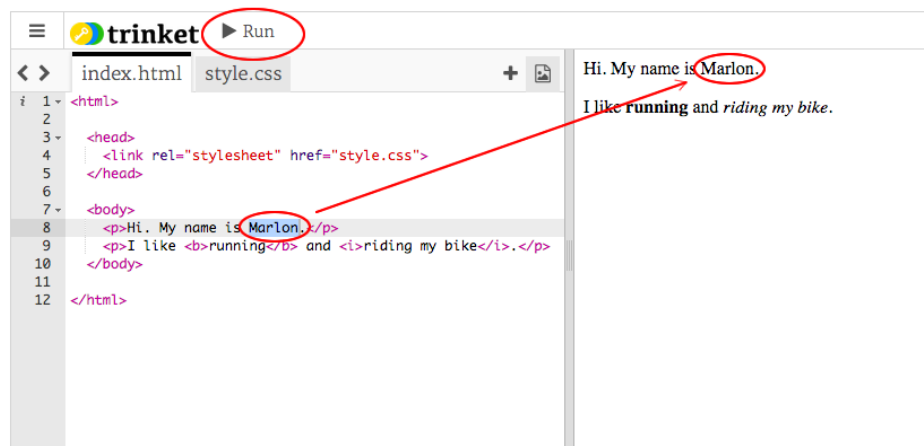 trinket Run
index.html style.css +
i 1 <html>
2
3 <head>
4 <link rel="stylesheet" href="style.css">
5 </head>
6
7 <body>
8 <p>Hi. My name is Marlon.</p>
9 <p>I like <b>running</b> and <i>riding my bike</i>.</p>
10 </body>
11
12 </html>
Hi. My name is Marlon.
I like running and riding my bike.